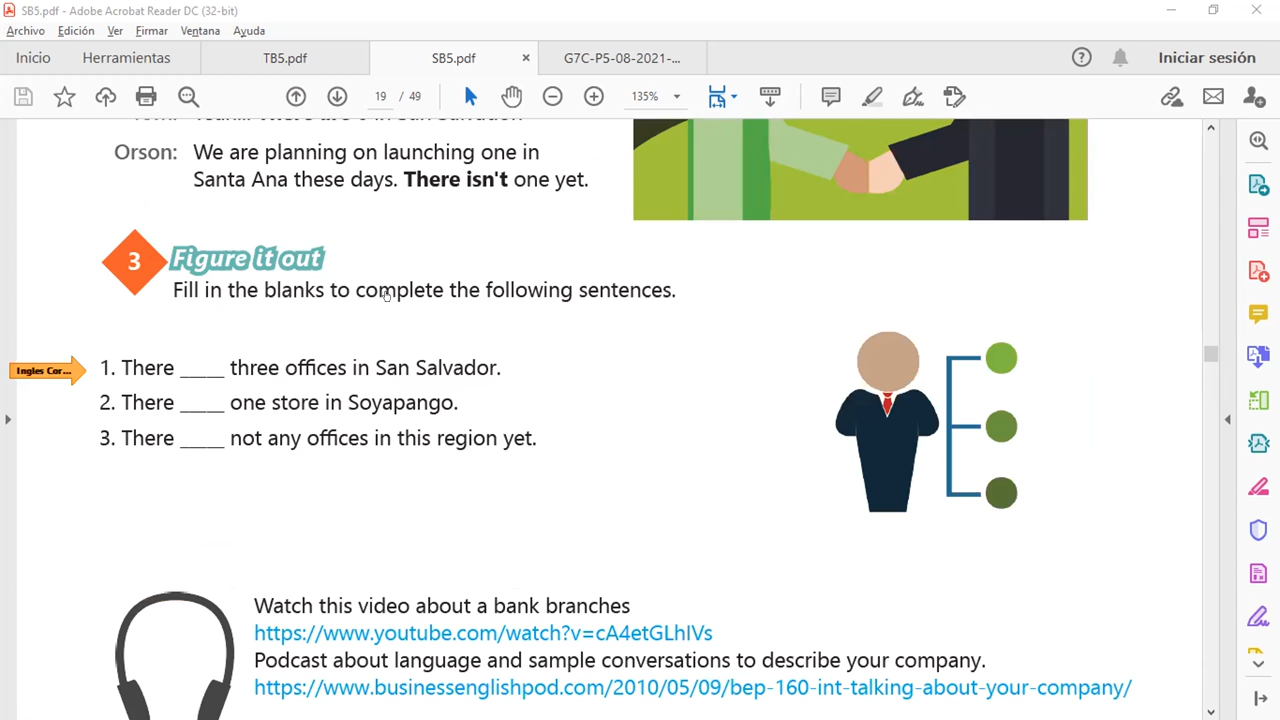 SB5.pdf - Adobe Acrobat Reader DC (32-bit)
Archivo Edición Ver Firmar Ventana Ayuda
Inicio Herramientas TB5.pdf SB5.pdf × G7C-P5-08-2021-... Iniciar sesión
19 / 49 135%
Orson: We are planning on launching one in
Santa Ana these days. There isn't one yet.
3 Figure it out
Fill in the blanks to complete the following sentences.
Ingles Cor... 1. There _____ three offices in San Salvador.
2. There _____ one store in Soyapango.
3. There _____ not any offices in this region yet.
Watch this video about a bank branches
https://www.youtube.com/watch?v=cA4etGLhIVs
Podcast about language and sample conversations to describe your company.
https://www.businessenglishpod.com/2010/05/09/bep-160-int-talking-about-your-company/